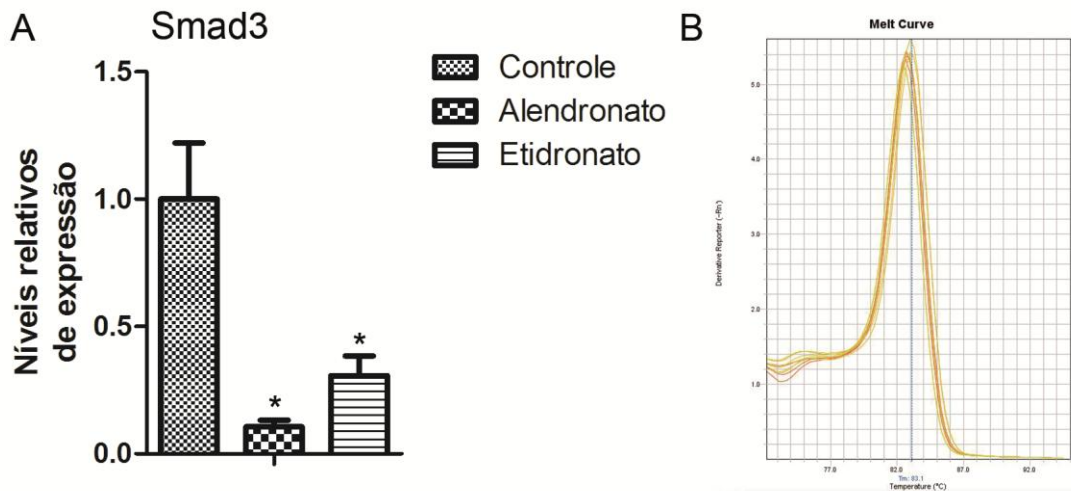 A
Smad3
Níveis relativos
de expressão
1.5
1.0
0.5
0.0
*
*
Controle
Alendronato
Etidronato
B
Melt Curve
Derivative Reporter (-Rn')
5.0
4.0
3.0
2.0
1.0
77.0 82.0 87.0 92.0
Tm: 83.1
Temperature (°C)